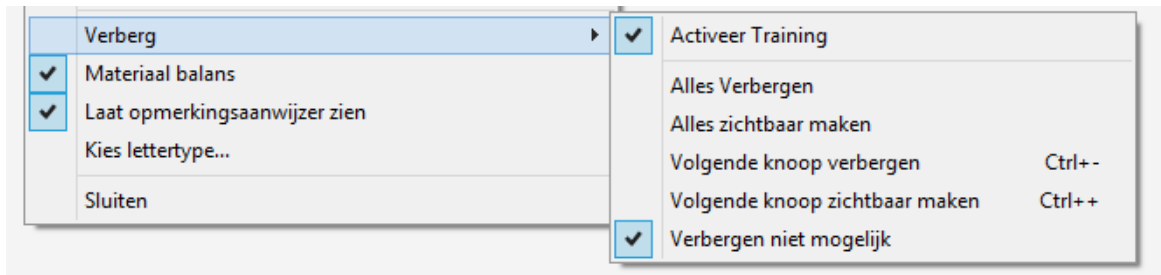 Verberg
Materiaal balans
Laat opmerkingsaanwijzer zien
Kies lettertype...
Sluiten
Activeer Training
Alles Verbergen
Alles zichtbaar maken
Volgende knoop verbergen Ctrl+-
Volgende knoop zichtbaar maken Ctrl++
Verbergen niet mogelijk